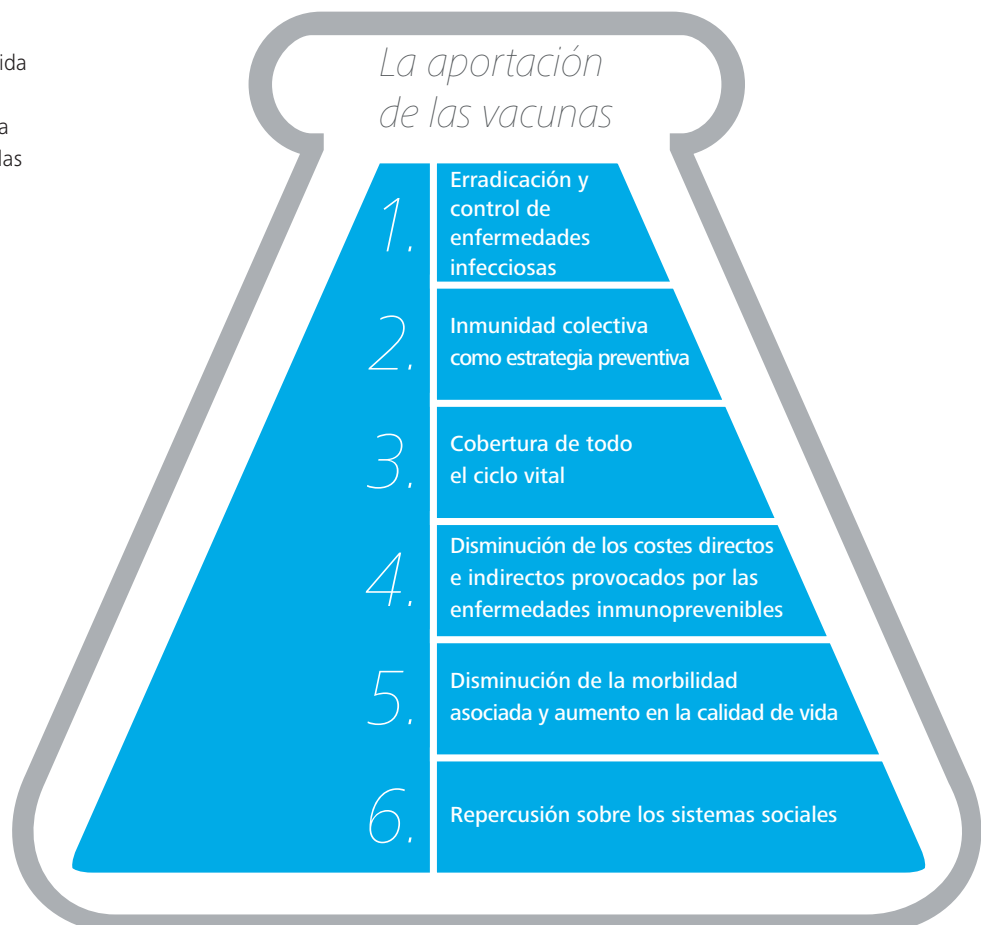 ida
a
las
La aportación
de las vacunas
1.
Erradicación y
control de
enfermedades
infecciosas
2.
Inmunidad colectiva
como estrategia preventiva
3.
Cobertura de todo
el ciclo vital
4.
Disminución de los costes directos
e indirectos provocados por las
enfermedades inmunoprevenibles
5.
Disminución de la morbilidad
asociada y aumento en la calidad de vida
6.
Repercusión sobre los sistemas sociales